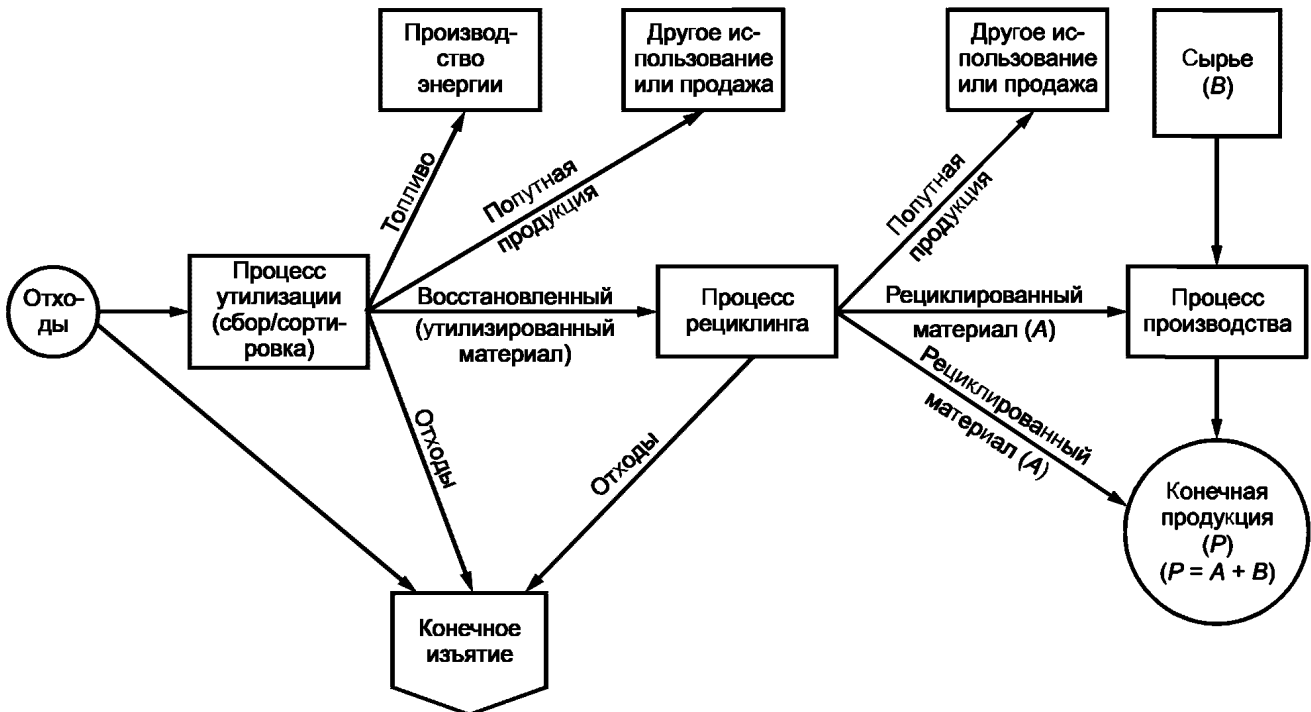 Производ-
ство
энергии
Другое ис-
пользование
или продажа
Другое ис-
пользование
или продажа
Сырье
(B)
Топливо
Попутная
продукция
Попутная
продукция
Отхо-
ды
Процесс
утилизации
(сбор/сорти-
ровка)
Восстановленный
(утилизированный
материал)
Процесс
рециклинга
Рециклированный
материал (A)
Процесс
производства
Рециклированный
материал (A)
Отходы
Отходы
Конечная
продукция
(P)
(P = A + B)
Конечное
изъятие